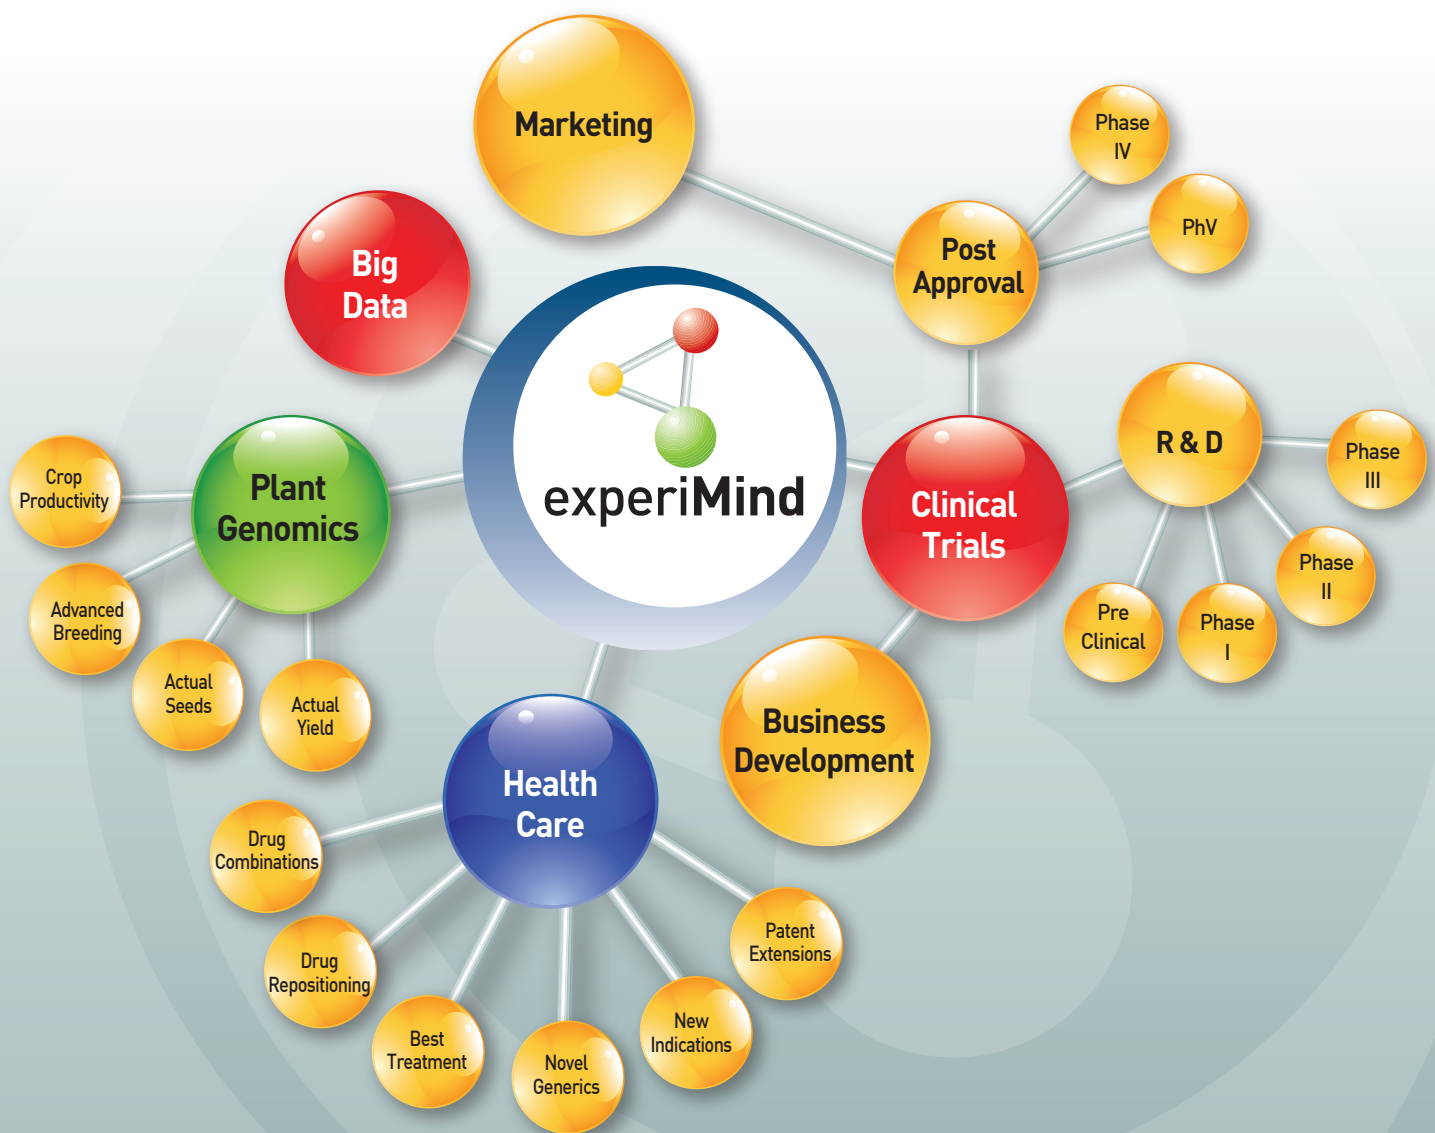 Marketing
Phase
IV
PhV
Post
Approval
Big
Data
experiMind
R & D
Phase
III
Phase
II
Phase
I
Pre
Clinical
Clinical
Trials
Business
Development
Plant
Genomics
Crop
Productivity
Advanced
Breeding
Actual
Seeds
Actual
Yield
Health
Care
Drug
Combinations
Drug
Repositioning
Best
Treatment
Novel
Generics
New
Indications
Patent
Extensions